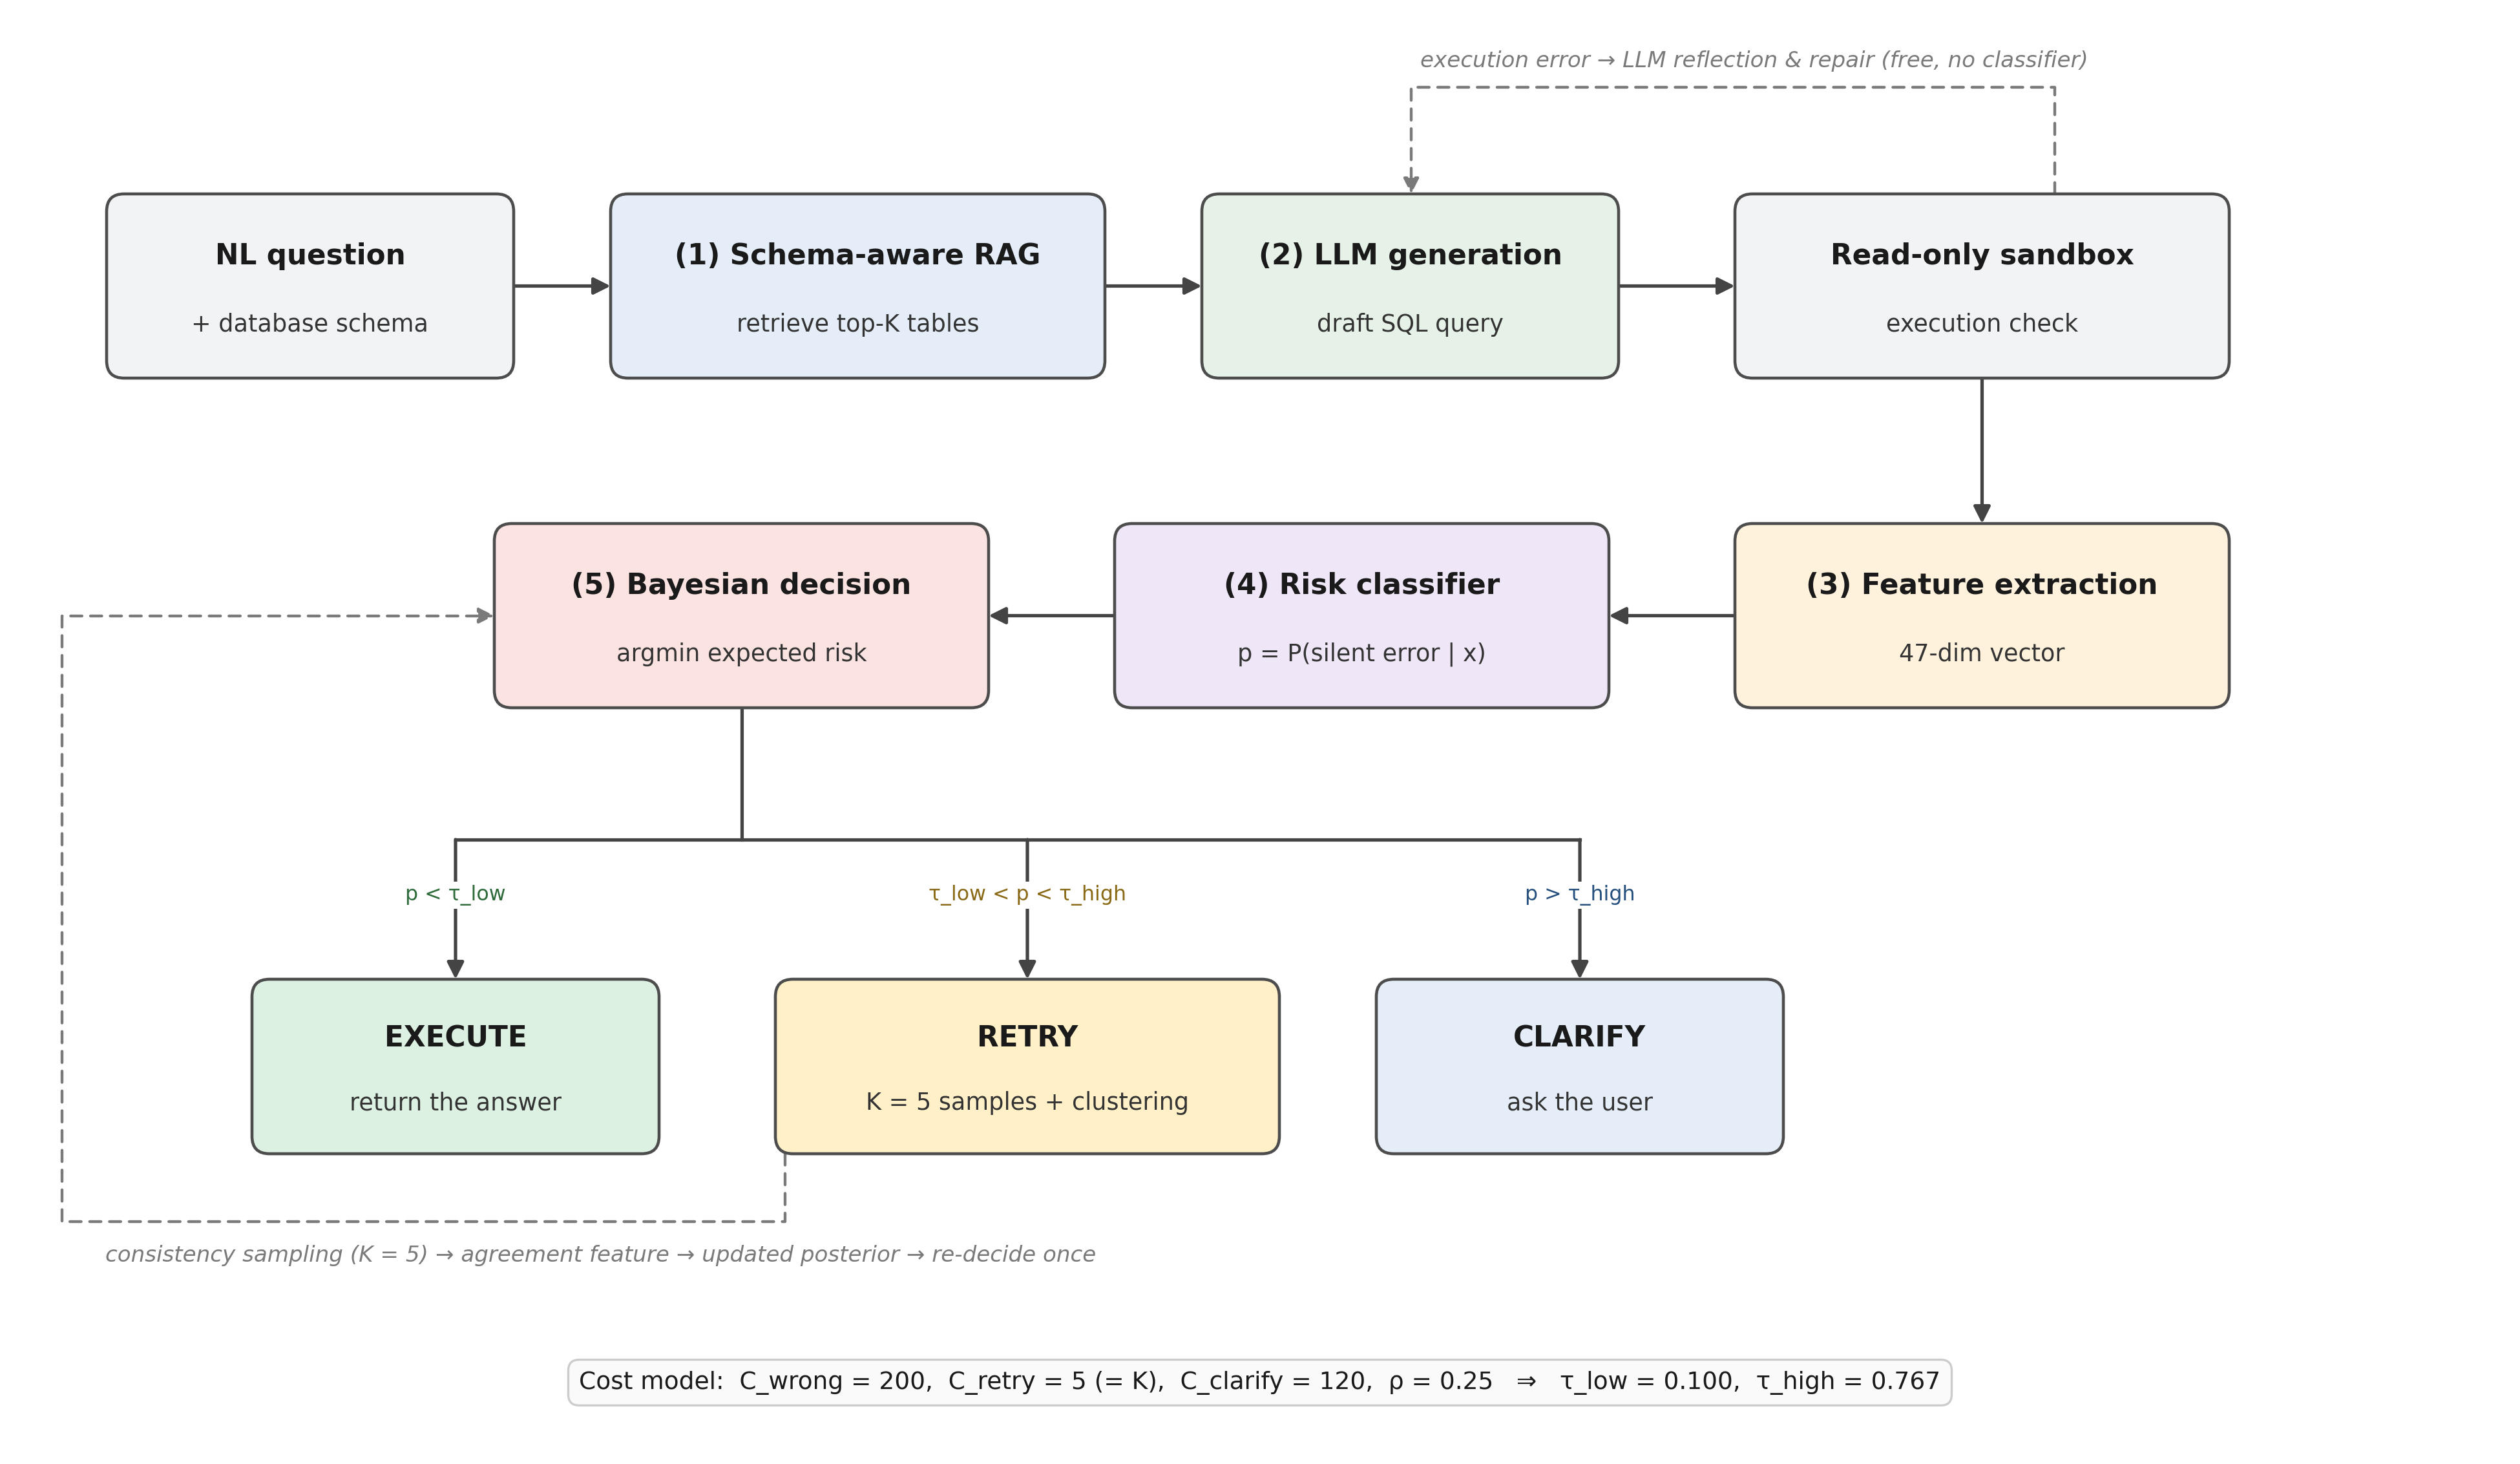 execution error → LLM reflection & repair (free, no classifier)
NL question
+ database schema
(1) Schema-aware RAG
retrieve top-K tables
(2) LLM generation
draft SQL query
Read-only sandbox
execution check
(5) Bayesian decision
argmin expected risk
(4) Risk classifier
p = P(silent error | x)
(3) Feature extraction
47-dim vector
p < τ_low
τ_low < p < τ_high
p > τ_high
EXECUTE
return the answer
RETRY
K = 5 samples + clustering
CLARIFY
ask the user
consistency sampling (K = 5) → agreement feature → updated posterior → re-decide once
Cost model:  C_wrong = 200,  C_retry = 5 (= K),  C_clarify = 120,  ρ = 0.25   ⇒   τ_low = 0.100,  τ_high = 0.767